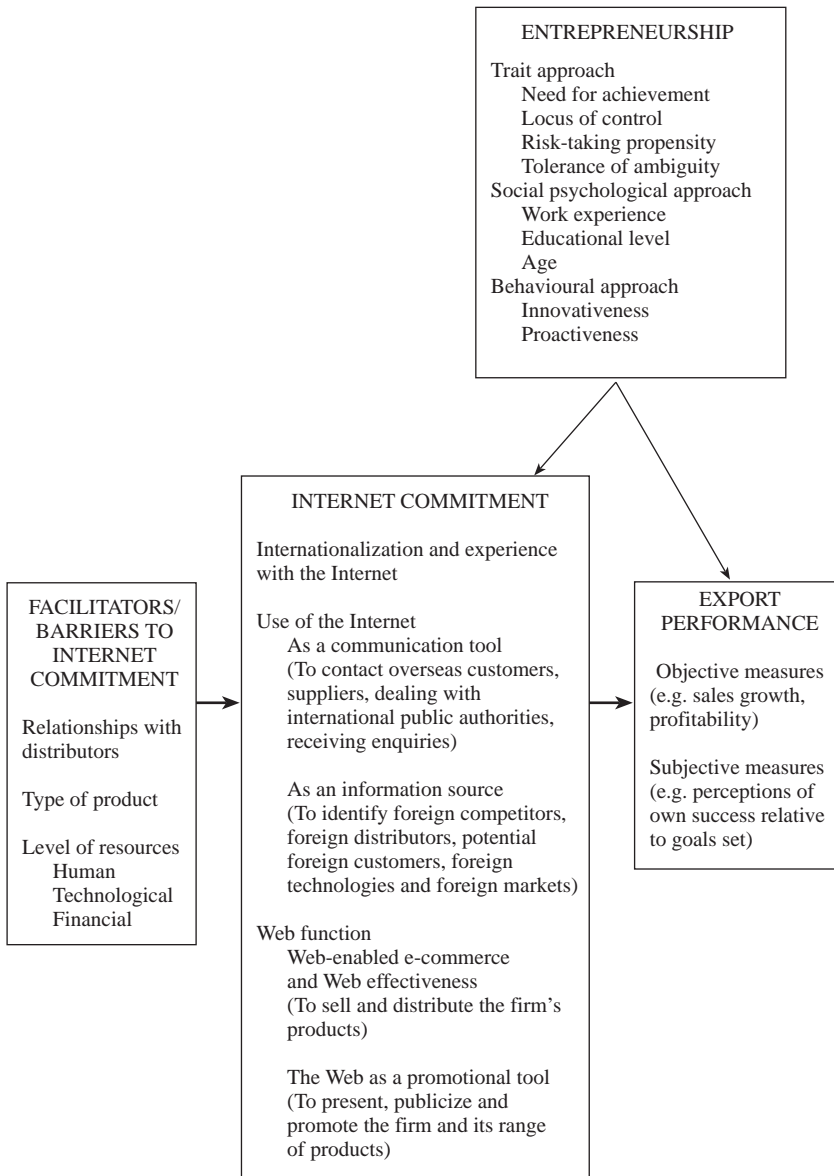 ENTREPRENEURSHIP
Trait approach
Need for achievement
Locus of control
Risk-taking propensity
Tolerance of ambiguity
Social psychological approach
Work experience
Educational level
Age
Behavioural approach
Innovativeness
Proactiveness
FACILITATORS/
BARRIERS TO
INTERNET
COMMITMENT
Relationships with
distributors
Type of product
Level of resources
Human
Technological
Financial
INTERNET COMMITMENT
Internationalization and experience
with the Internet
Use of the Internet
As a communication tool
(To contact overseas customers,
suppliers, dealing with
international public authorities,
receiving enquiries)
As an information source
(To identify foreign competitors,
foreign distributors, potential
foreign customers, foreign
technologies and foreign markets)
Web function
Web-enabled e-commerce
and Web effectiveness
(To sell and distribute the firm’s
products)
The Web as a promotional tool
(To present, publicize and
promote the firm and its range
of products)
EXPORT
PERFORMANCE
Objective measures
(e.g. sales growth,
profitability)
Subjective measures
(e.g. perceptions of
own success relative
to goals set)